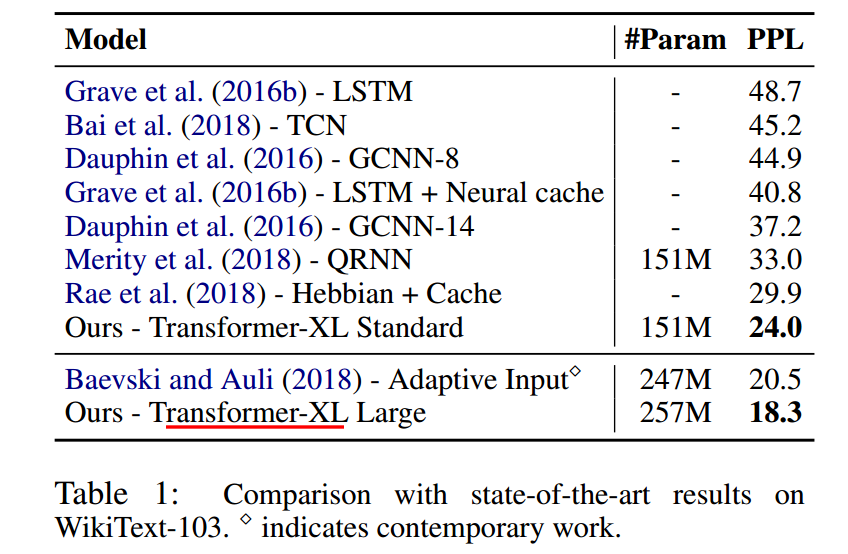 Model #Param PPL
Grave et al. (2016b) - LSTM - 48.7
Bai et al. (2018) - TCN - 45.2
Dauphin et al. (2016) - GCNN-8 - 44.9
Grave et al. (2016b) - LSTM + Neural cache - 40.8
Dauphin et al. (2016) - GCNN-14 - 37.2
Merity et al. (2018) - QRNN 151M 33.0
Rae et al. (2018) - Hebbian + Cache - 29.9
Ours - Transformer-XL Standard 151M 24.0
Baevski and Auli (2018) - Adaptive Input◇ 247M 20.5
Ours - Transformer-XL Large 257M 18.3
Table 1: Comparison with state-of-the-art results on
WikiText-103. ◇ indicates contemporary work.